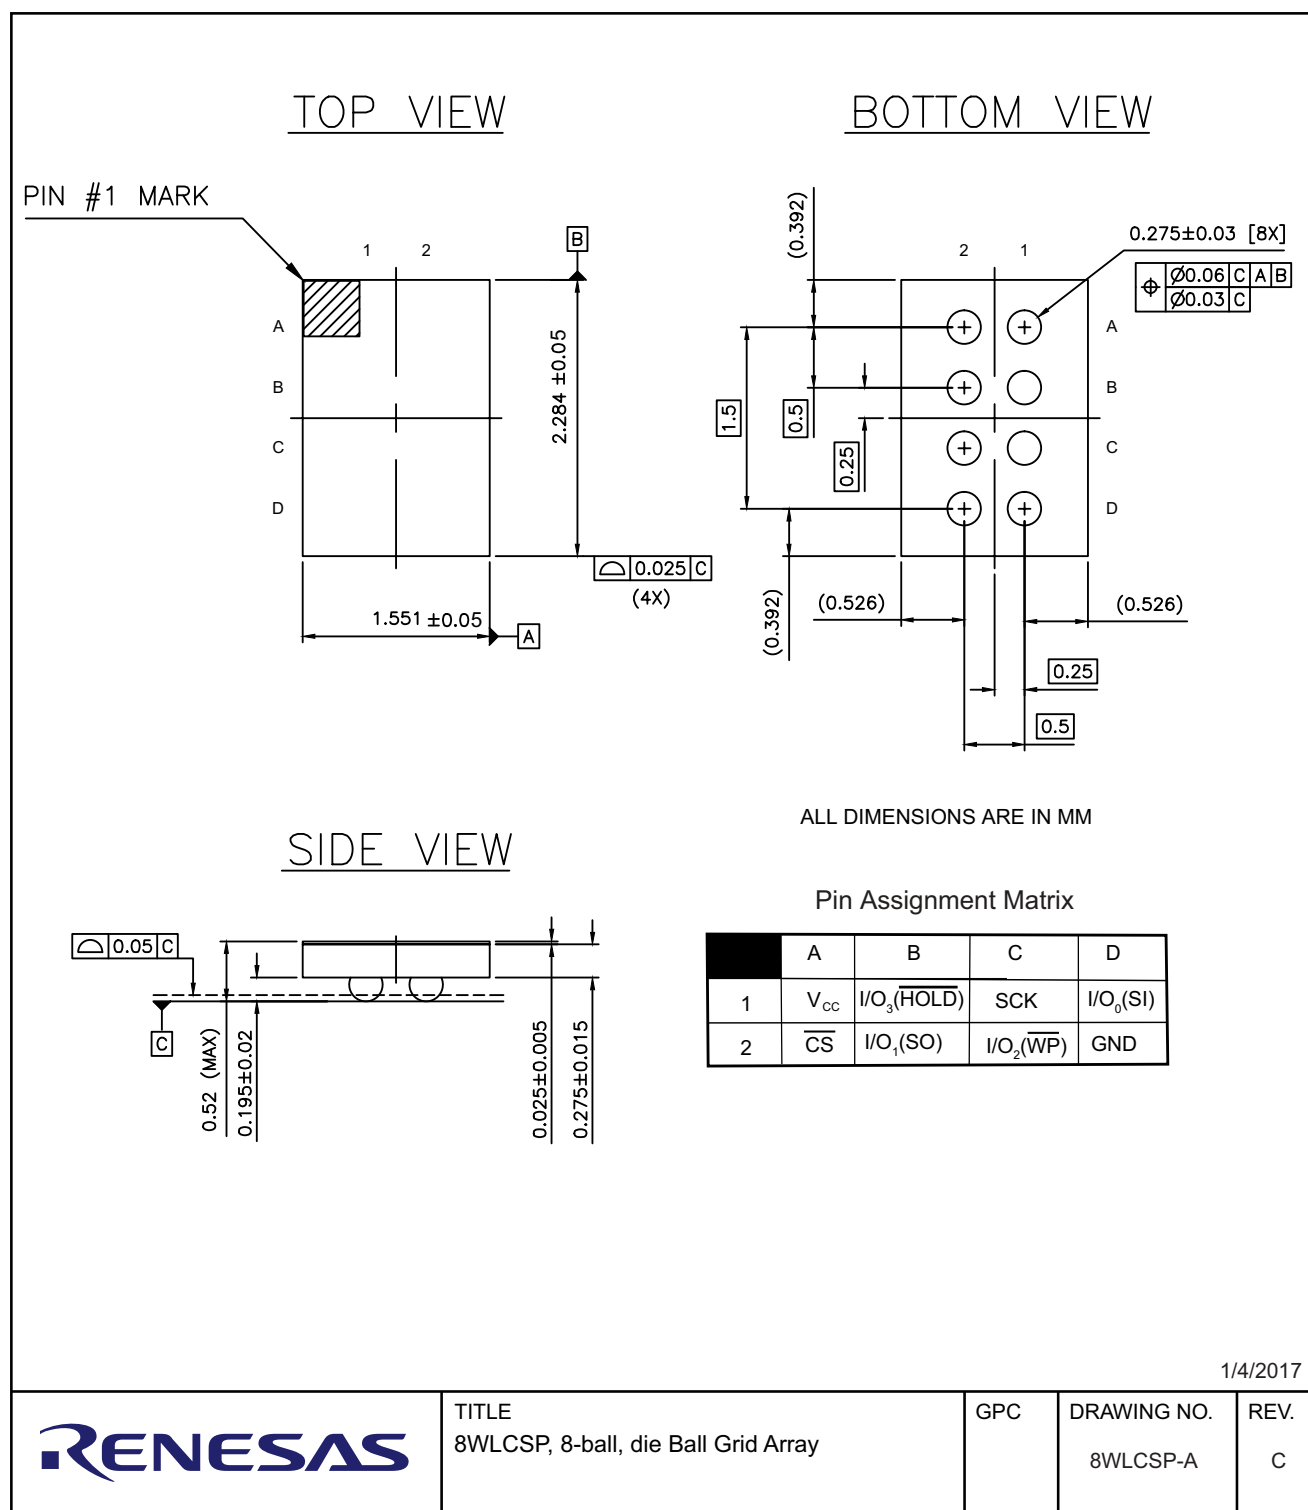 TOP VIEW
PIN #1 MARK
1 2
A
B
C
D
B
2.284 ±0.05
0.025 C
(4X)
1.551 ±0.05
A
BOTTOM VIEW
(0.392)
2 1
0.275±0.03 [8X]
⌖ Ø0.06 C A B
Ø0.03 C
A
B
C
D
1.5
0.5
0.25
(0.392)
(0.526)
(0.526)
0.25
0.5
ALL DIMENSIONS ARE IN MM
SIDE VIEW
0.05 C
C
0.52 (MAX)
0.195±0.02
0.025±0.005
0.275±0.015
Pin Assignment Matrix
A B C D
1 VCC I/O3(HOLD) SCK I/O0(SI)
2 CS I/O1(SO) I/O2(WP) GND
1/4/2017
RENESAS
TITLE
8WLCSP, 8-ball, die Ball Grid Array
GPC
DRAWING NO.
8WLCSP-A
REV.
C